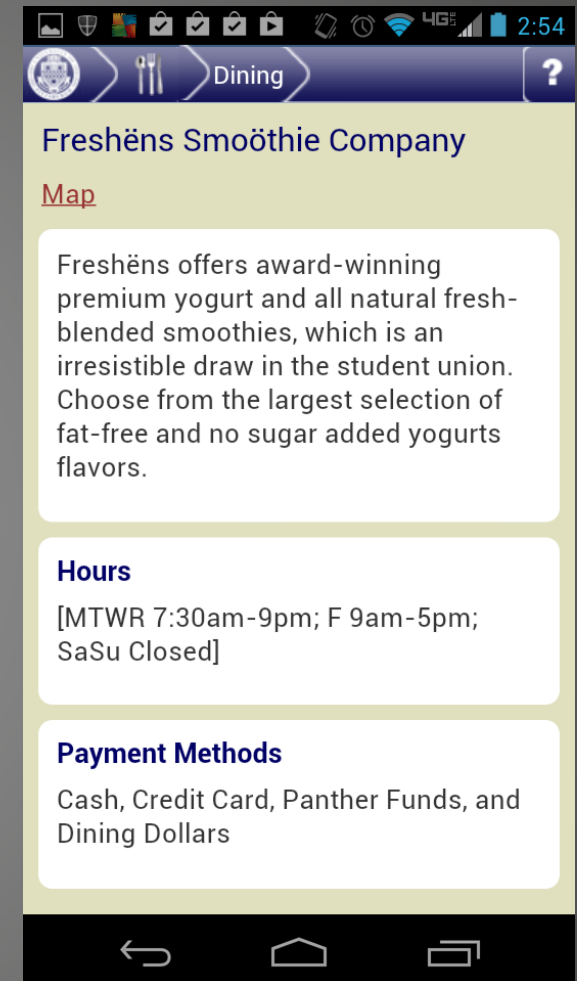 4G 2:54
Dining ?
Freshëns Smoöthie Company
Map
Freshëns offers award-winning
premium yogurt and all natural fresh-
blended smoothies, which is an
irresistible draw in the student union.
Choose from the largest selection of
fat-free and no sugar added yogurts
flavors.
Hours
[MTWR 7:30am-9pm; F 9am-5pm;
SaSu Closed]
Payment Methods
Cash, Credit Card, Panther Funds, and
Dining Dollars